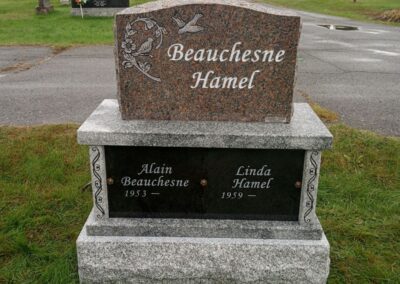 Beauchesne
Hamel
Alain
Beauchesne
1953 —
Linda
Hamel
1959 —